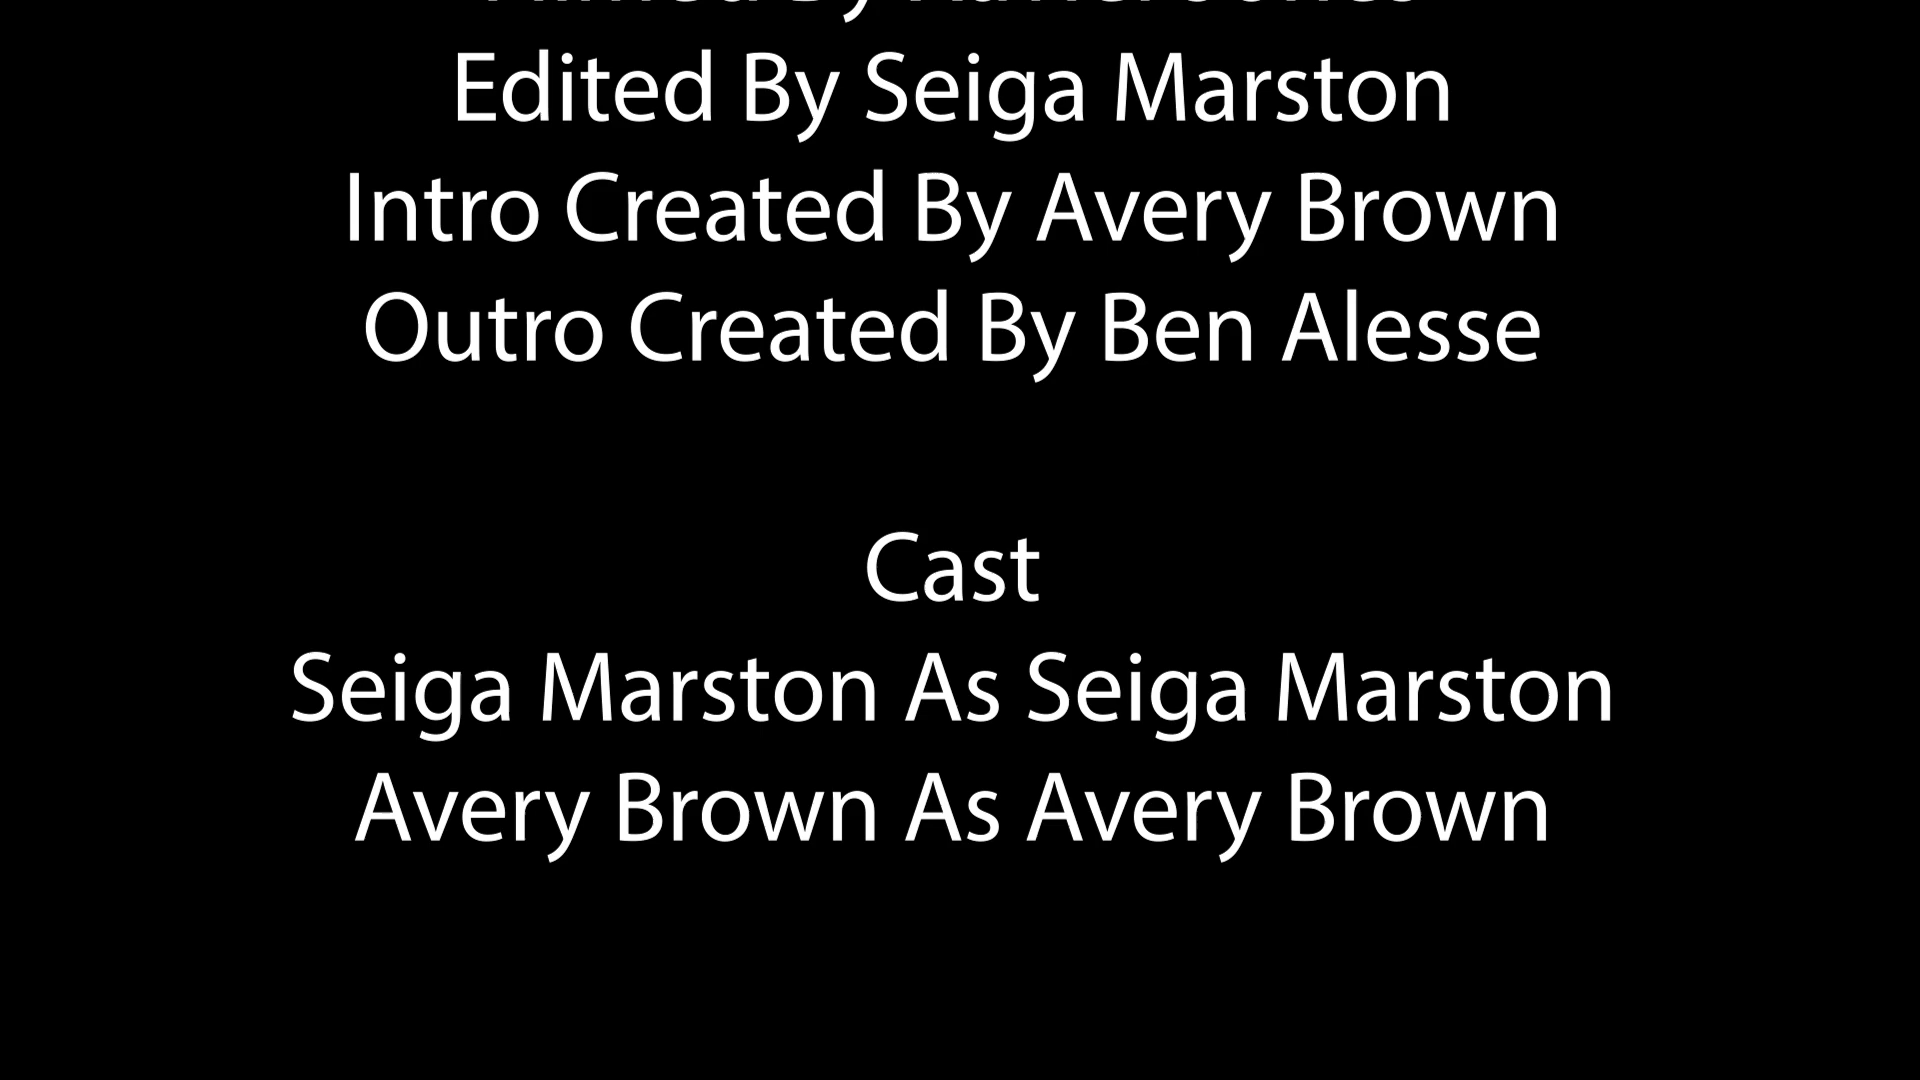 Edited By Seiga Marston
Intro Created By Avery Brown
Outro Created By Ben Alesse
Cast
Seiga Marston As Seiga Marston
Avery Brown As Avery Brown